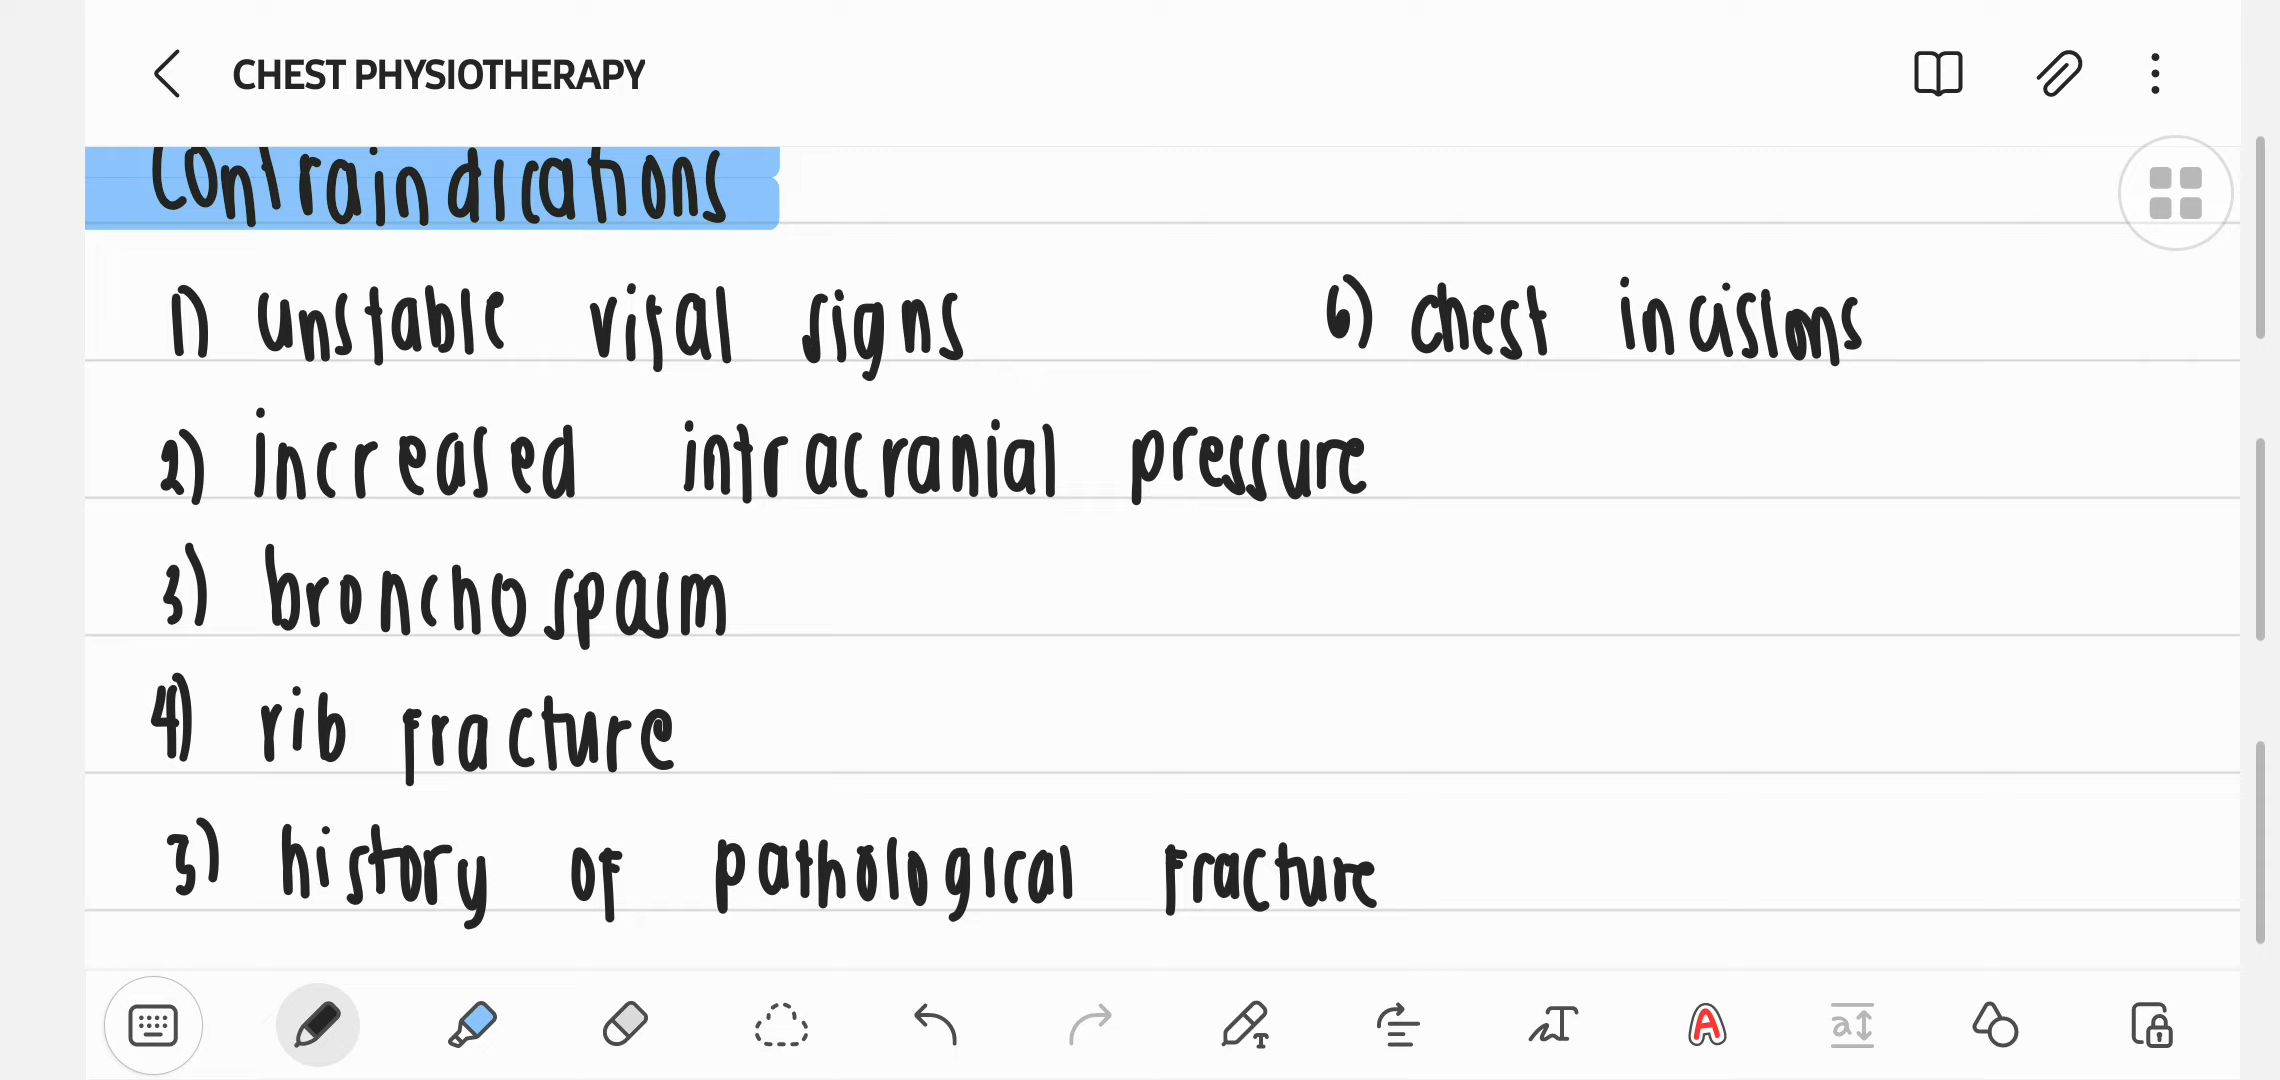 CHEST PHYSIOTHERAPY
Contraindications
1) unstable vital signs
2) increased intracranial pressure
3) bronchospasm
4) rib fracture
3) history of pathological fracture
6) chest incisions